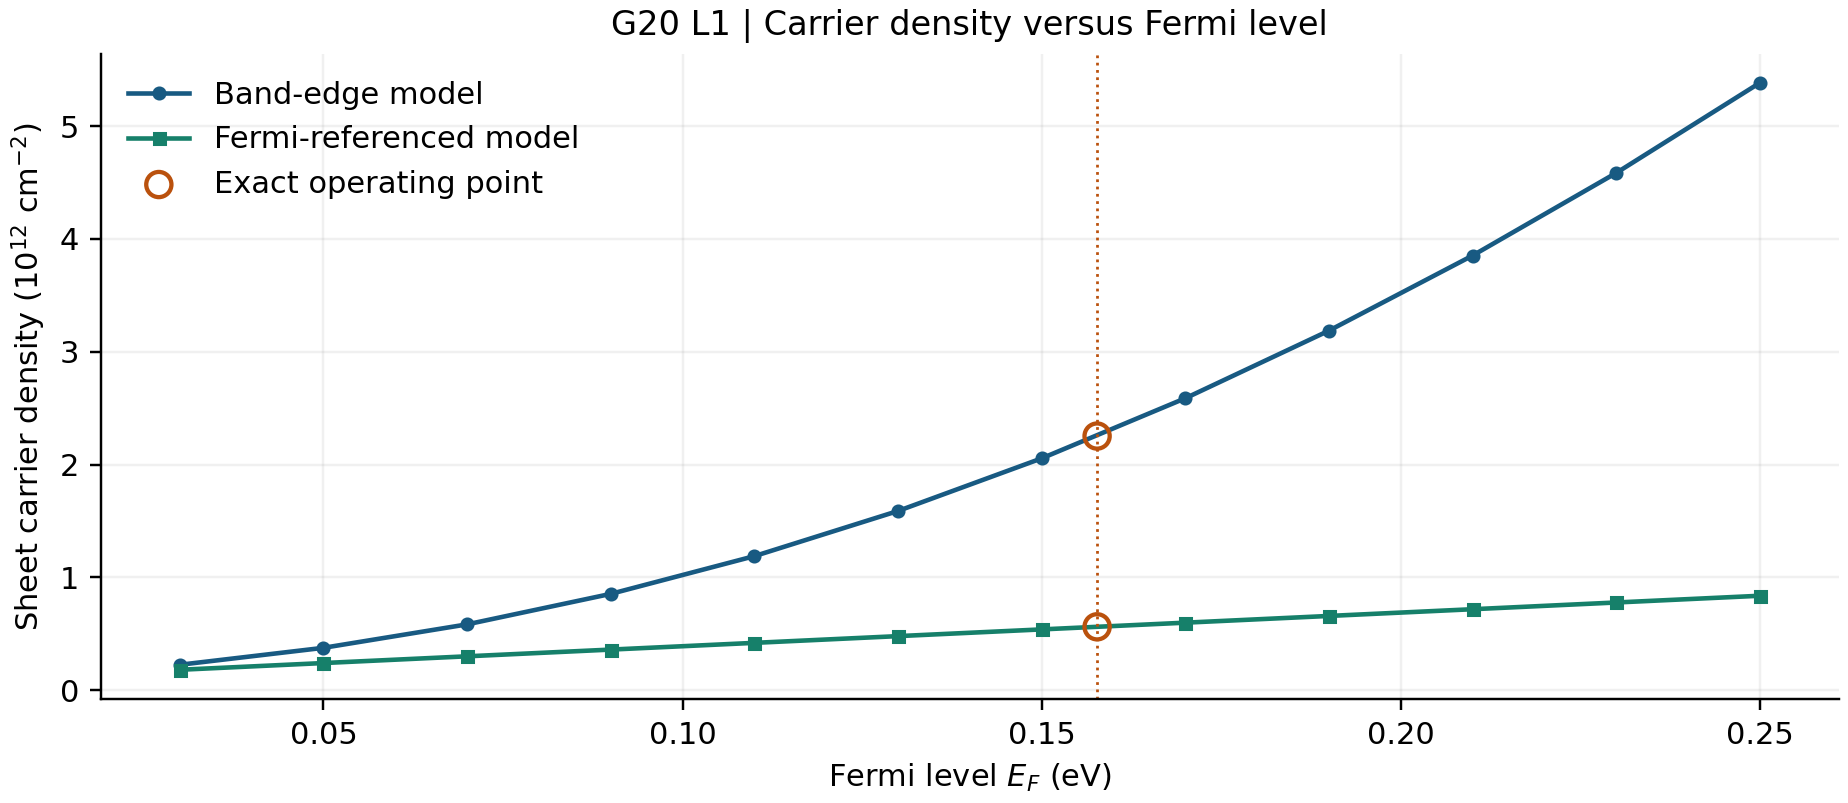 G20 L1 | Carrier density versus Fermi level
Band-edge model
Fermi-referenced model
Exact operating point
Sheet carrier density (10¹² cm⁻²)
5
4
3
2
1
0
0.05 0.10 0.15 0.20 0.25
Fermi level E_F (eV)